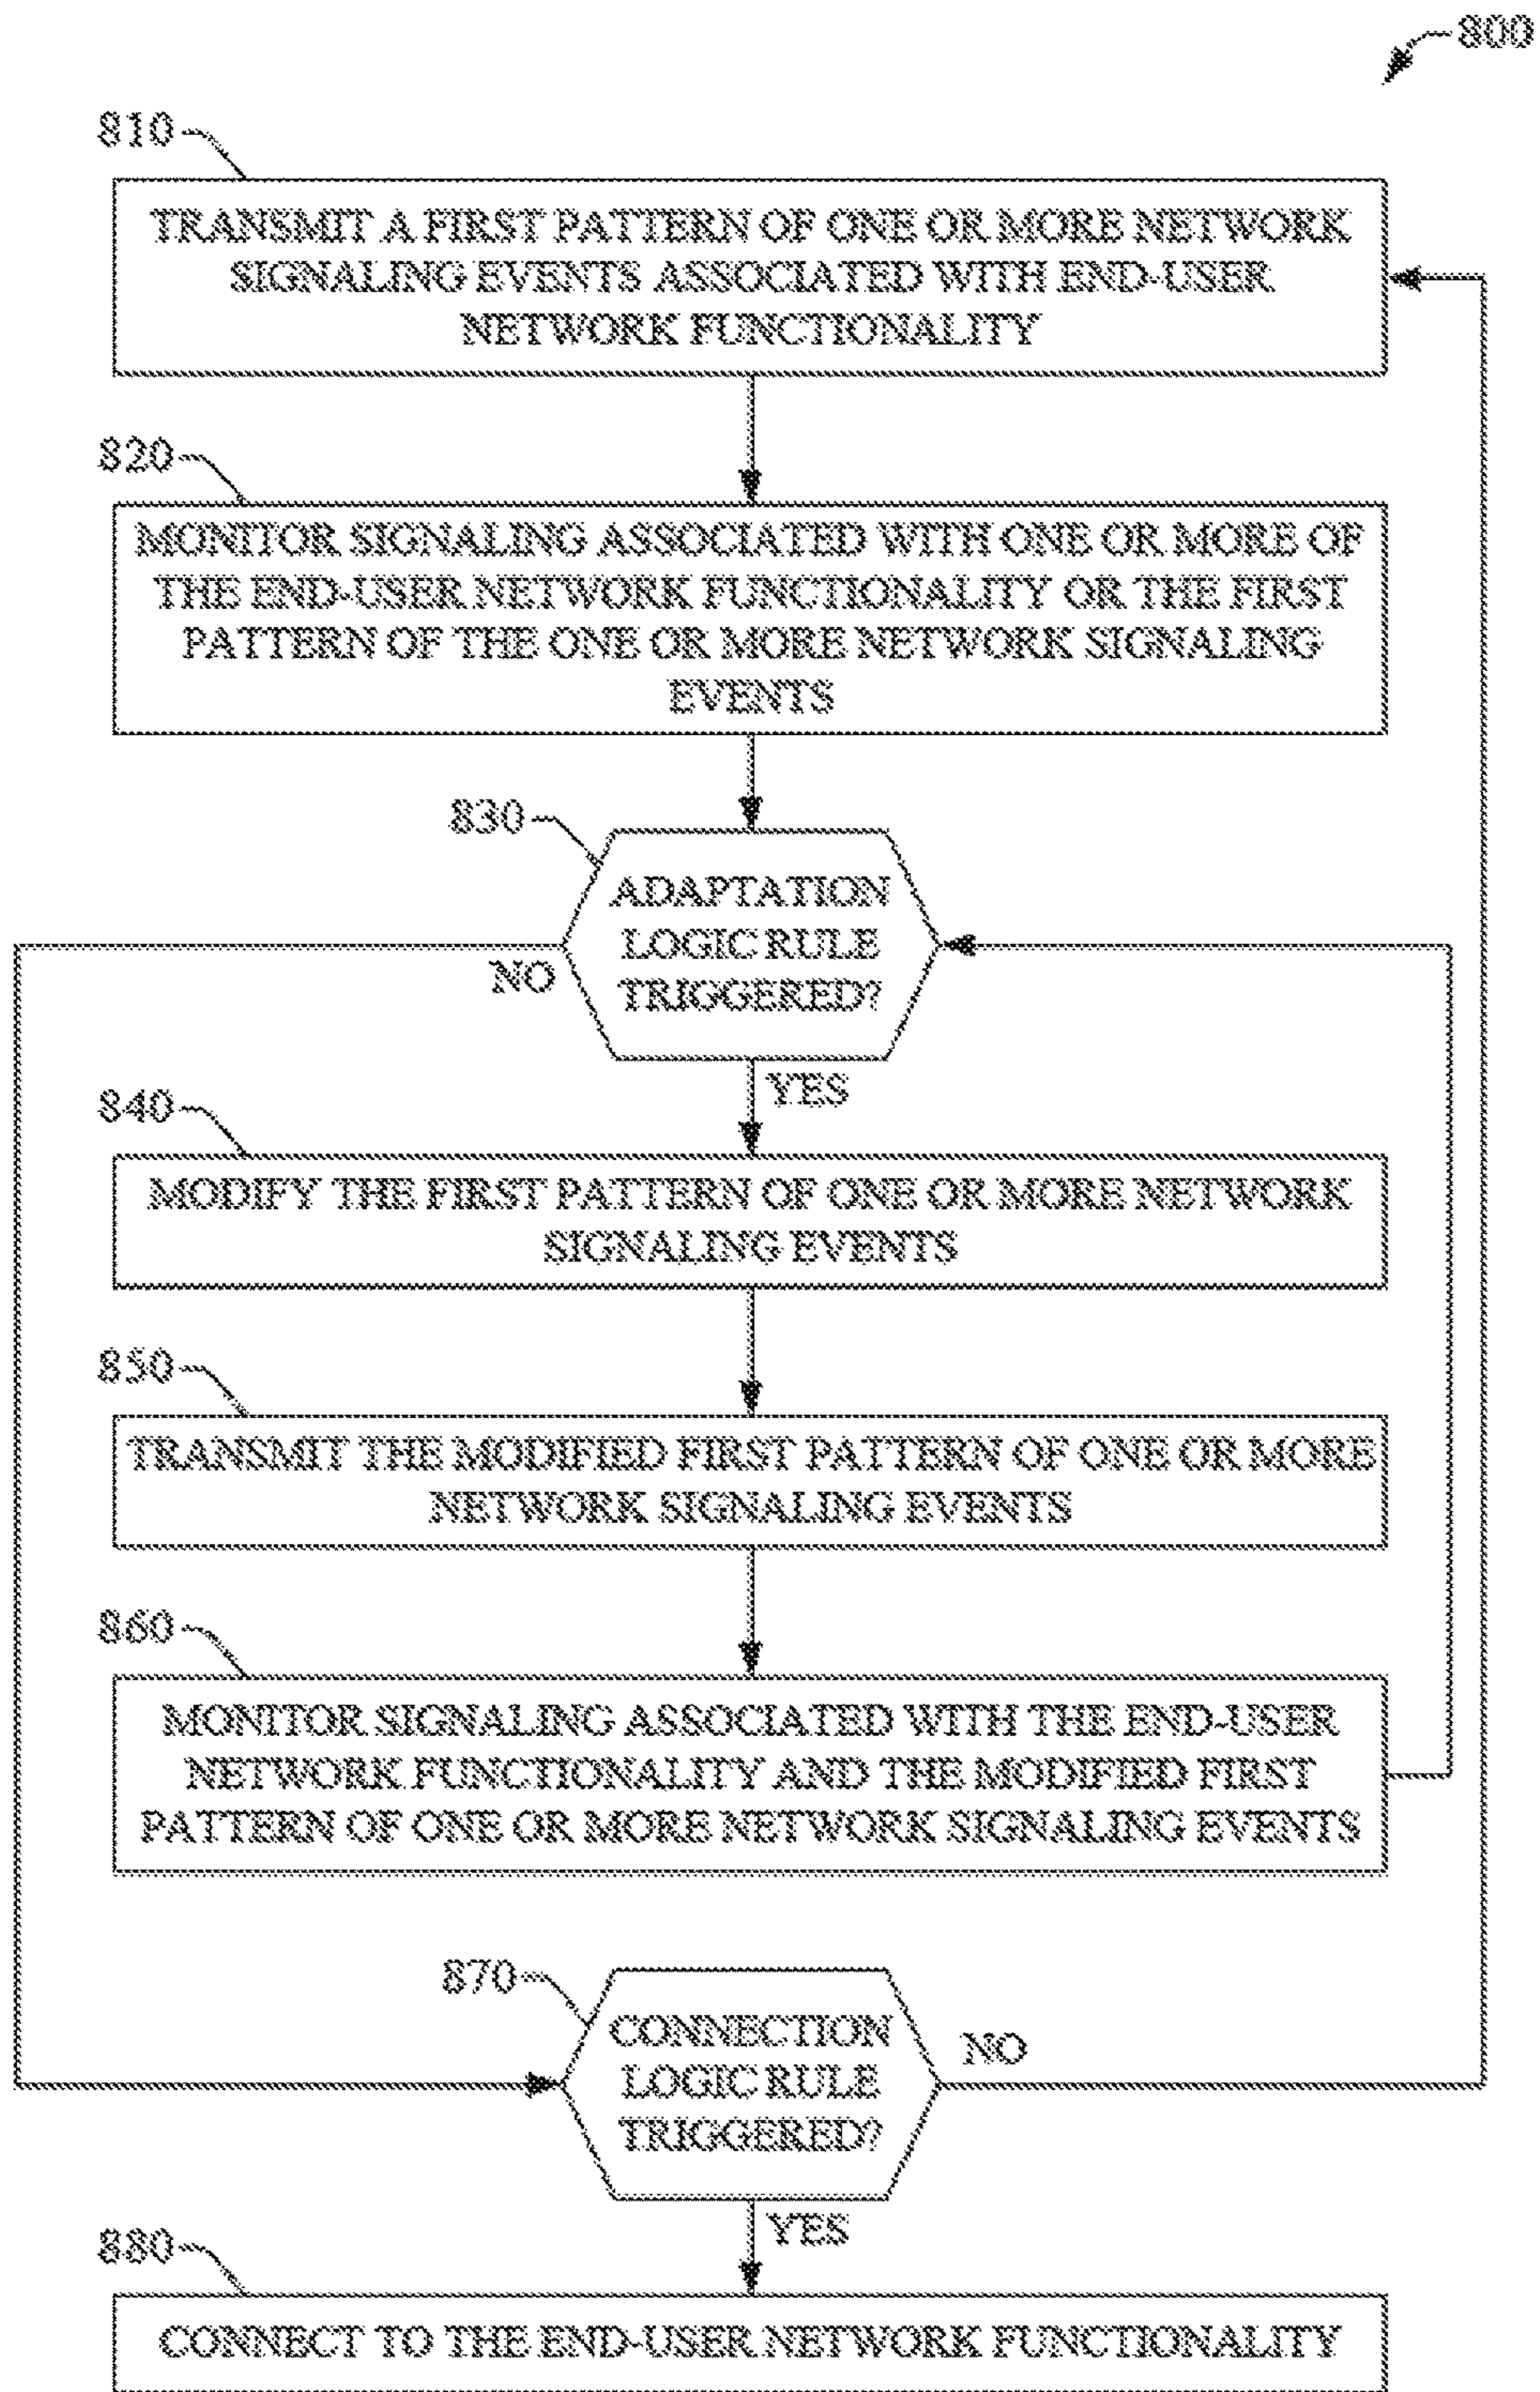 800
810
TRANSMIT A FIRST PATTERN OF ONE OR MORE NETWORK
SIGNALING EVENTS ASSOCIATED WITH END-USER
NETWORK FUNCTIONALITY
820
MONITOR SIGNALING ASSOCIATED WITH ONE OR MORE OF
THE END-USER NETWORK FUNCTIONALITY OR THE FIRST
PATTERN OF THE ONE OR MORE NETWORK SIGNALING
EVENTS
830
ADAPTATION
LOGIC RULE
TRIGGERED?
NO
YES
840
MODIFY THE FIRST PATTERN OF ONE OR MORE NETWORK
SIGNALING EVENTS
850
TRANSMIT THE MODIFIED FIRST PATTERN OF ONE OR MORE
NETWORK SIGNALING EVENTS
860
MONITOR SIGNALING ASSOCIATED WITH THE END-USER
NETWORK FUNCTIONALITY AND THE MODIFIED FIRST
PATTERN OF ONE OR MORE NETWORK SIGNALING EVENTS
870
CONNECTION
LOGIC RULE
TRIGGERED?
NO
YES
880
CONNECT TO THE END-USER NETWORK FUNCTIONALITY